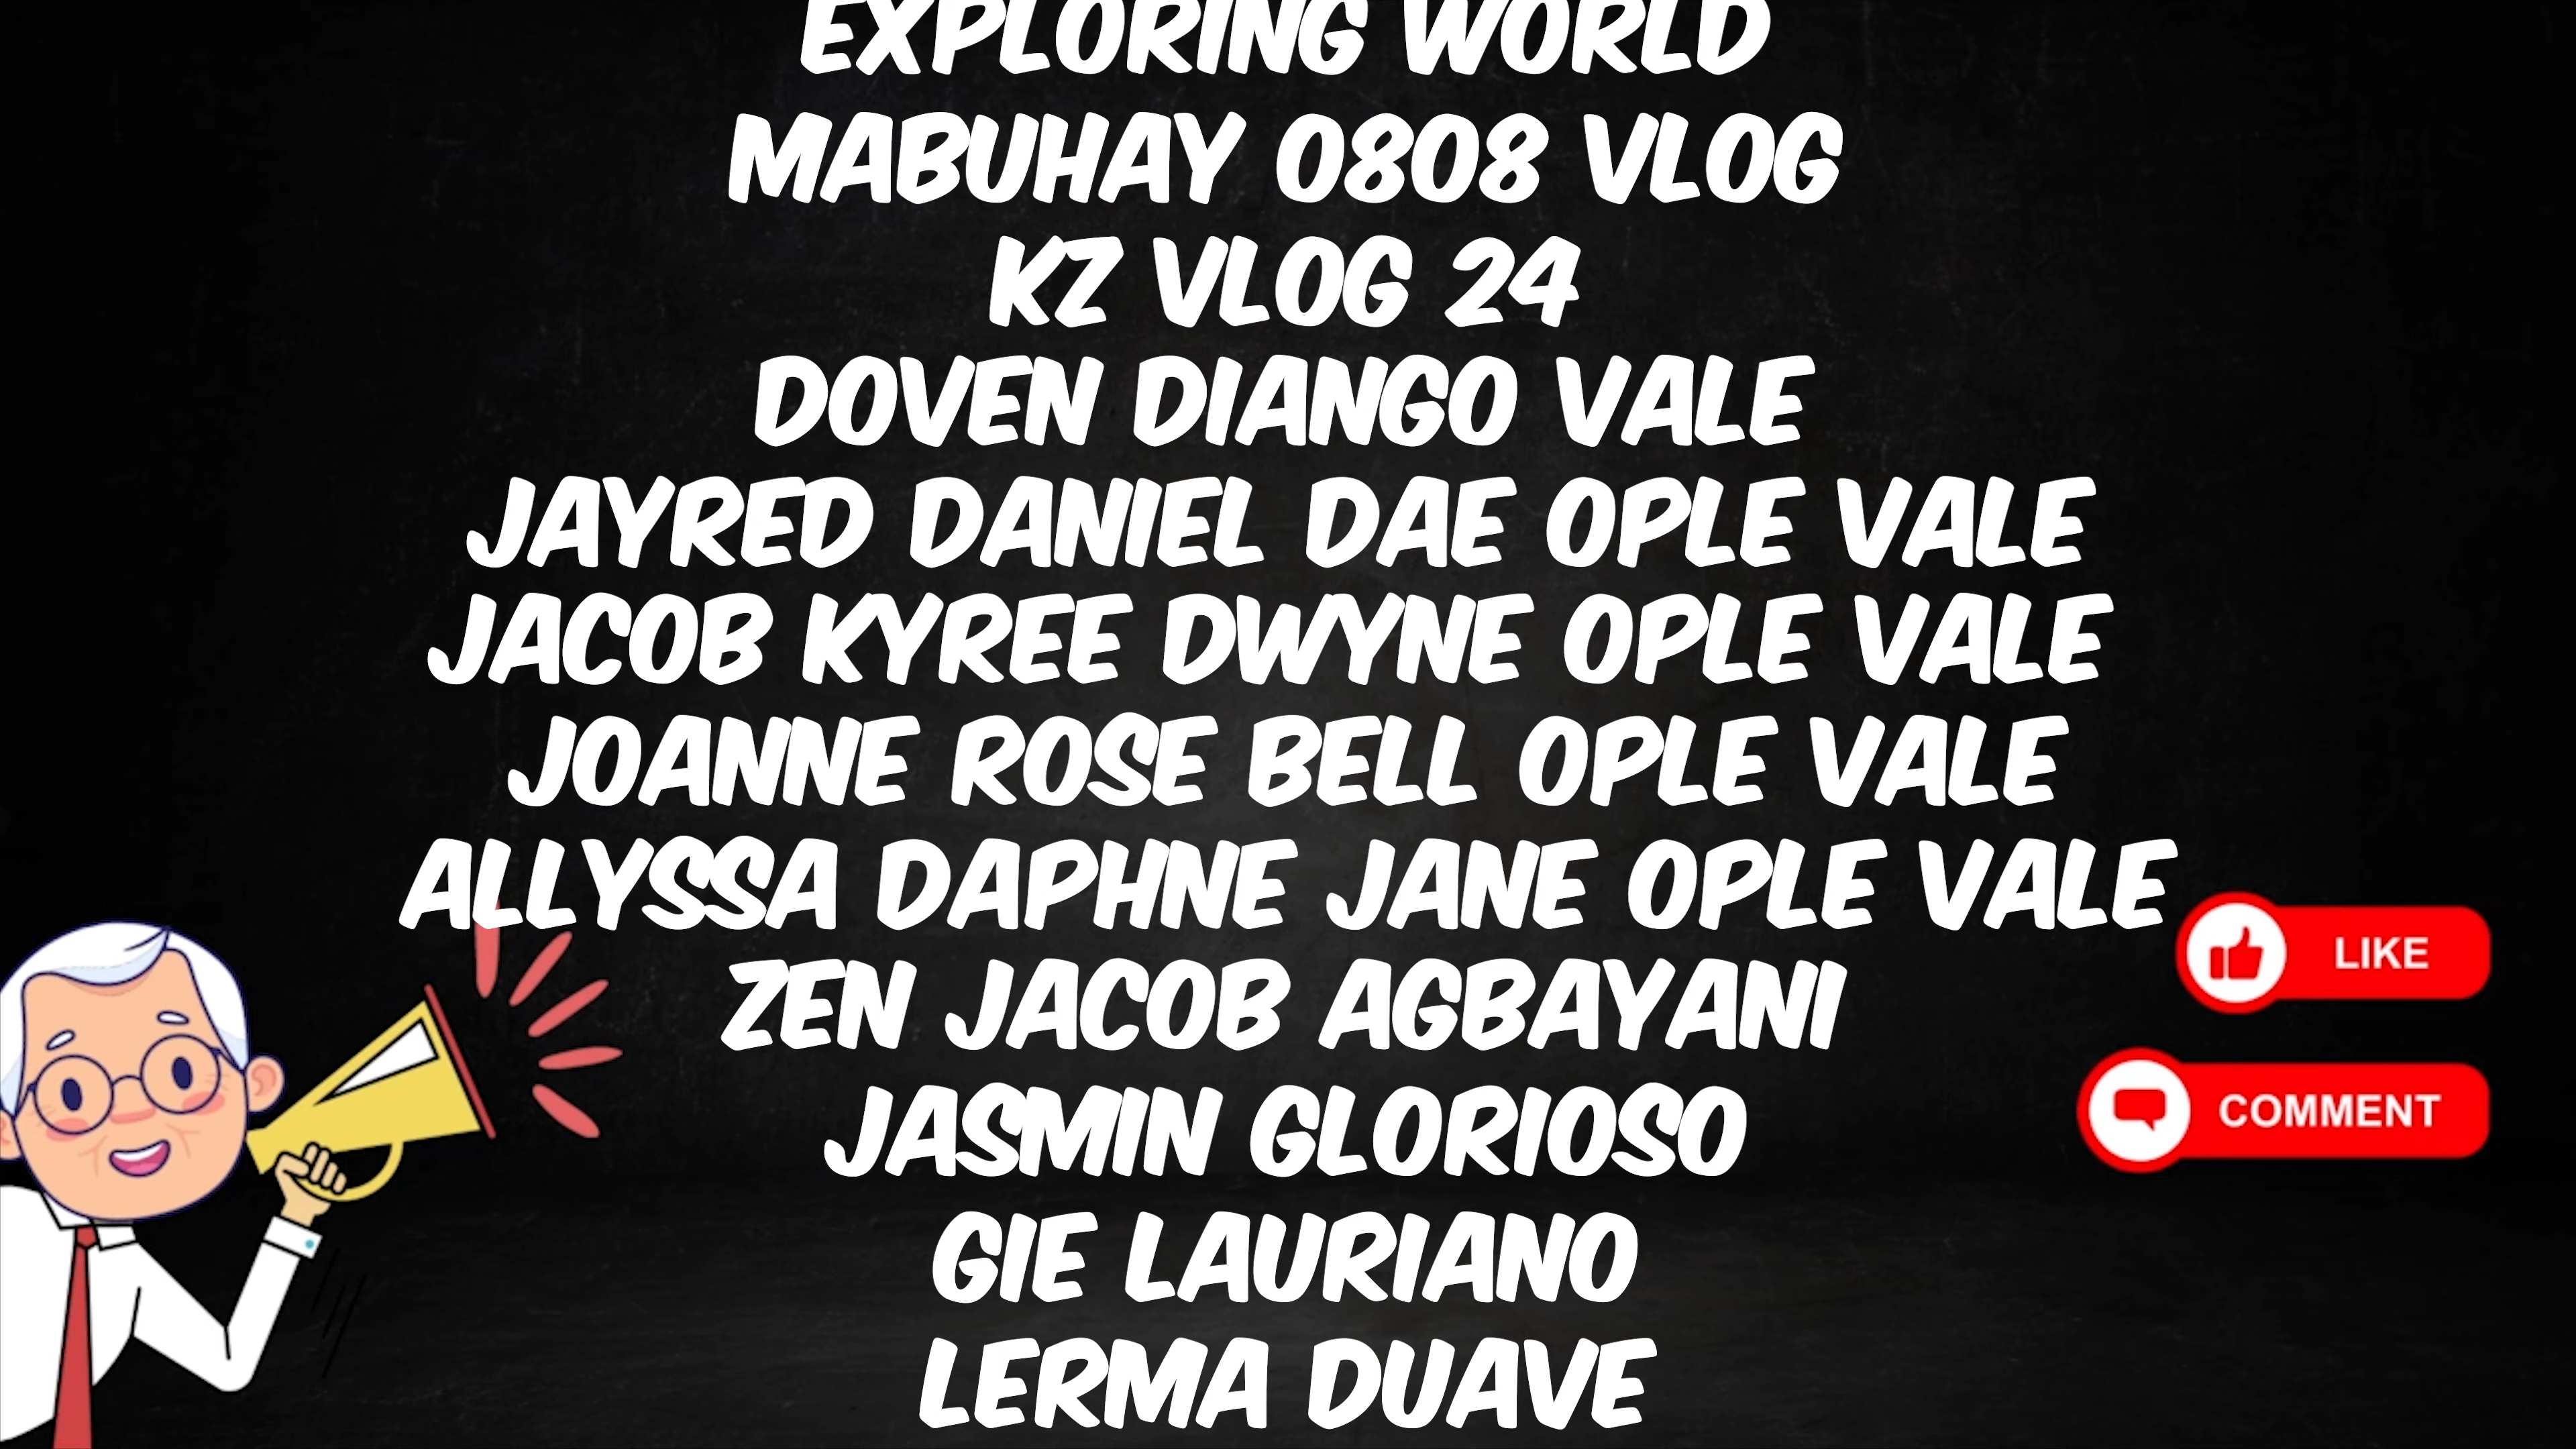 EXPLORING WORLD
MABUHAY 0808 VLOG
KZ VLOG 24
DOVEN DIANGO VALE
JAYRED DANIEL DAE OPLE VALE
JACOB KYREE DWYNE OPLE VALE
JOANNE ROSE BELL OPLE VALE
ALLYSSA DAPHNE JANE OPLE VALE
ZEN JACOB AGBAYANI
JASMIN GLORIOSO
GIE LAURIANO
LERMA DUAVE
LIKE
COMMENT